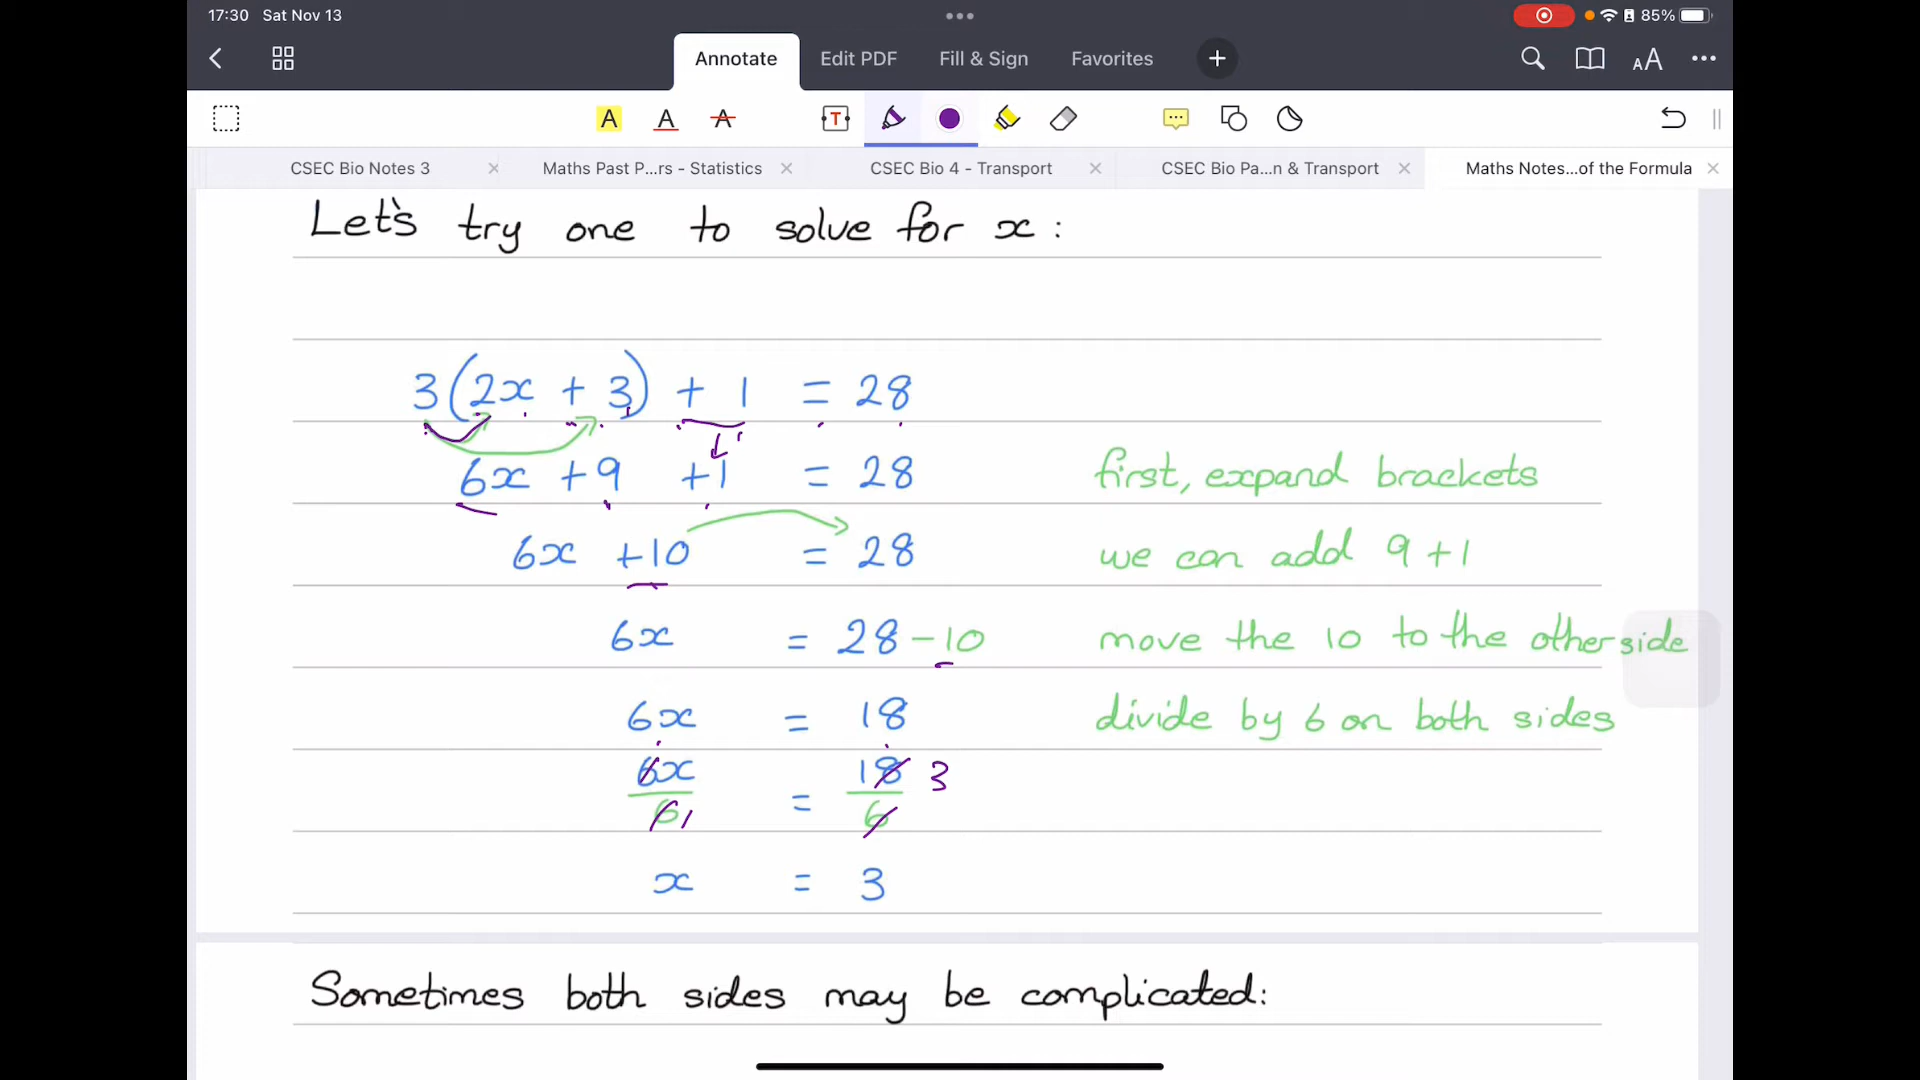 17:30 Sat Nov 13
85%
Annotate Edit PDF Fill & Sign Favorites
CSEC Bio Notes 3 Maths Past P...rs - Statistics CSEC Bio 4 - Transport CSEC Bio Pa...n & Transport Maths Notes...of the Formula
Let's try one to solve for x :
3(2x + 3) + 1 = 28
6x +9 +1 = 28 first, expand brackets
6x +10 = 28 we can add 9 +1
6x = 28 -10 move the 10 to the other side
6x = 18 divide by 6 on both sides
6x/6 1 = 18/6 3
x = 3
Sometimes both sides may be complicated: